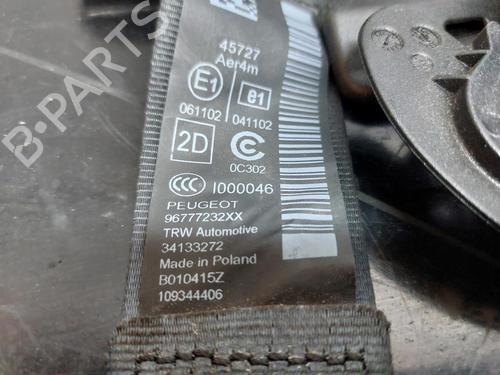 45727
Aer4m
E1
e1
061102
041102
2D
0C302
CCC
I000046
PEUGEOT
96777232XX
TRW Automotive
34133272
Made in Poland
B010415Z
109344406
B-PARTS